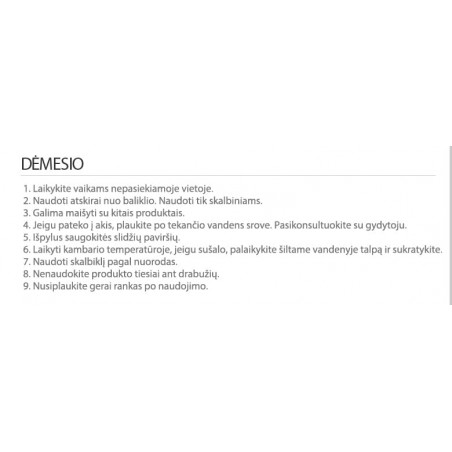 DĖMESIO
1. Laikykite vaikams nepasiekiamoje vietoje.
2. Naudoti atskirai nuo baliklio. Naudoti tik skalbiniams.
3. Galima maišyti su kitais produktais.
4. Jeigu pateko į akis, plaukite po tekančio vandens srove. Pasikonsultuokite su gydytoju.
5. Išpylus saugokitės slidžių paviršių.
6. Laikyti kambario temperatūroje, jeigu sušalo, palaikykite šiltame vandenyje talpą ir sukratykite.
7. Naudoti skalbiklį pagal nuorodas.
8. Nenaudokite produkto tiesiai ant drabužių.
9. Nusiplaukite gerai rankas po naudojimo.